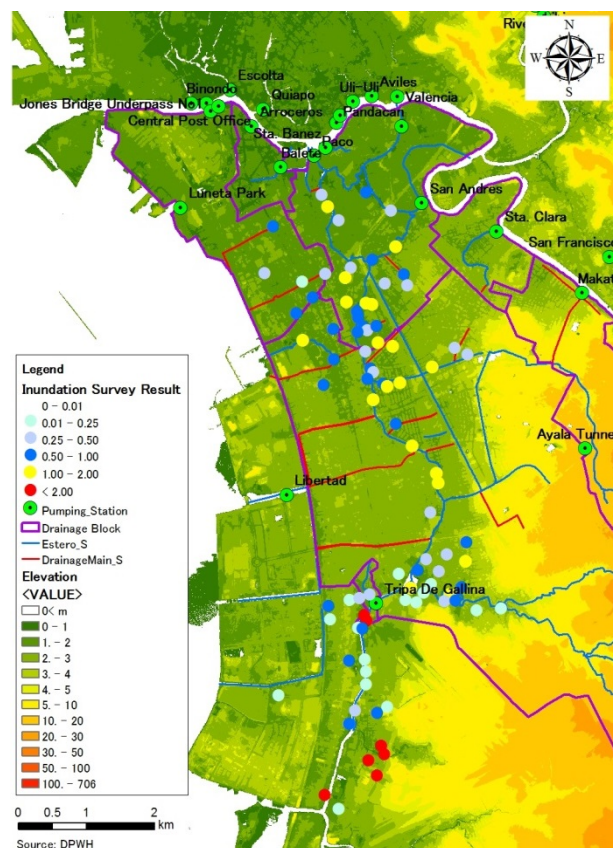 River
N
W E
S
Escolta
Uli-Uli
Aviles
Binondo
Quiapo
Valencia
Jones Bridge Underpass No
Arroceros
Pandacan
Central Post Office
Sta. Banez
Paco
Balete
Luneta Park
San Andres
Sta. Clara
San Francisco
Makat
Legend
Inundation Survey Result
0 - 0.01
0.01 - 0.25
0.25 - 0.50
0.50 - 1.00
1.00 - 2.00
< 2.00
Pumping_Station
Drainage Block
Estero_S
DrainageMain_S
Elevation
<VALUE>
0< m
0 - 1
1. - 2
2. - 3
3. - 4
4. - 5
5. - 10
10. - 20
20. - 30
30. - 50
50. - 100
100. - 706
Ayala Tunne
Libertad
Tripa De Gallina
0 0.5 1 2
km
Source: DPWH